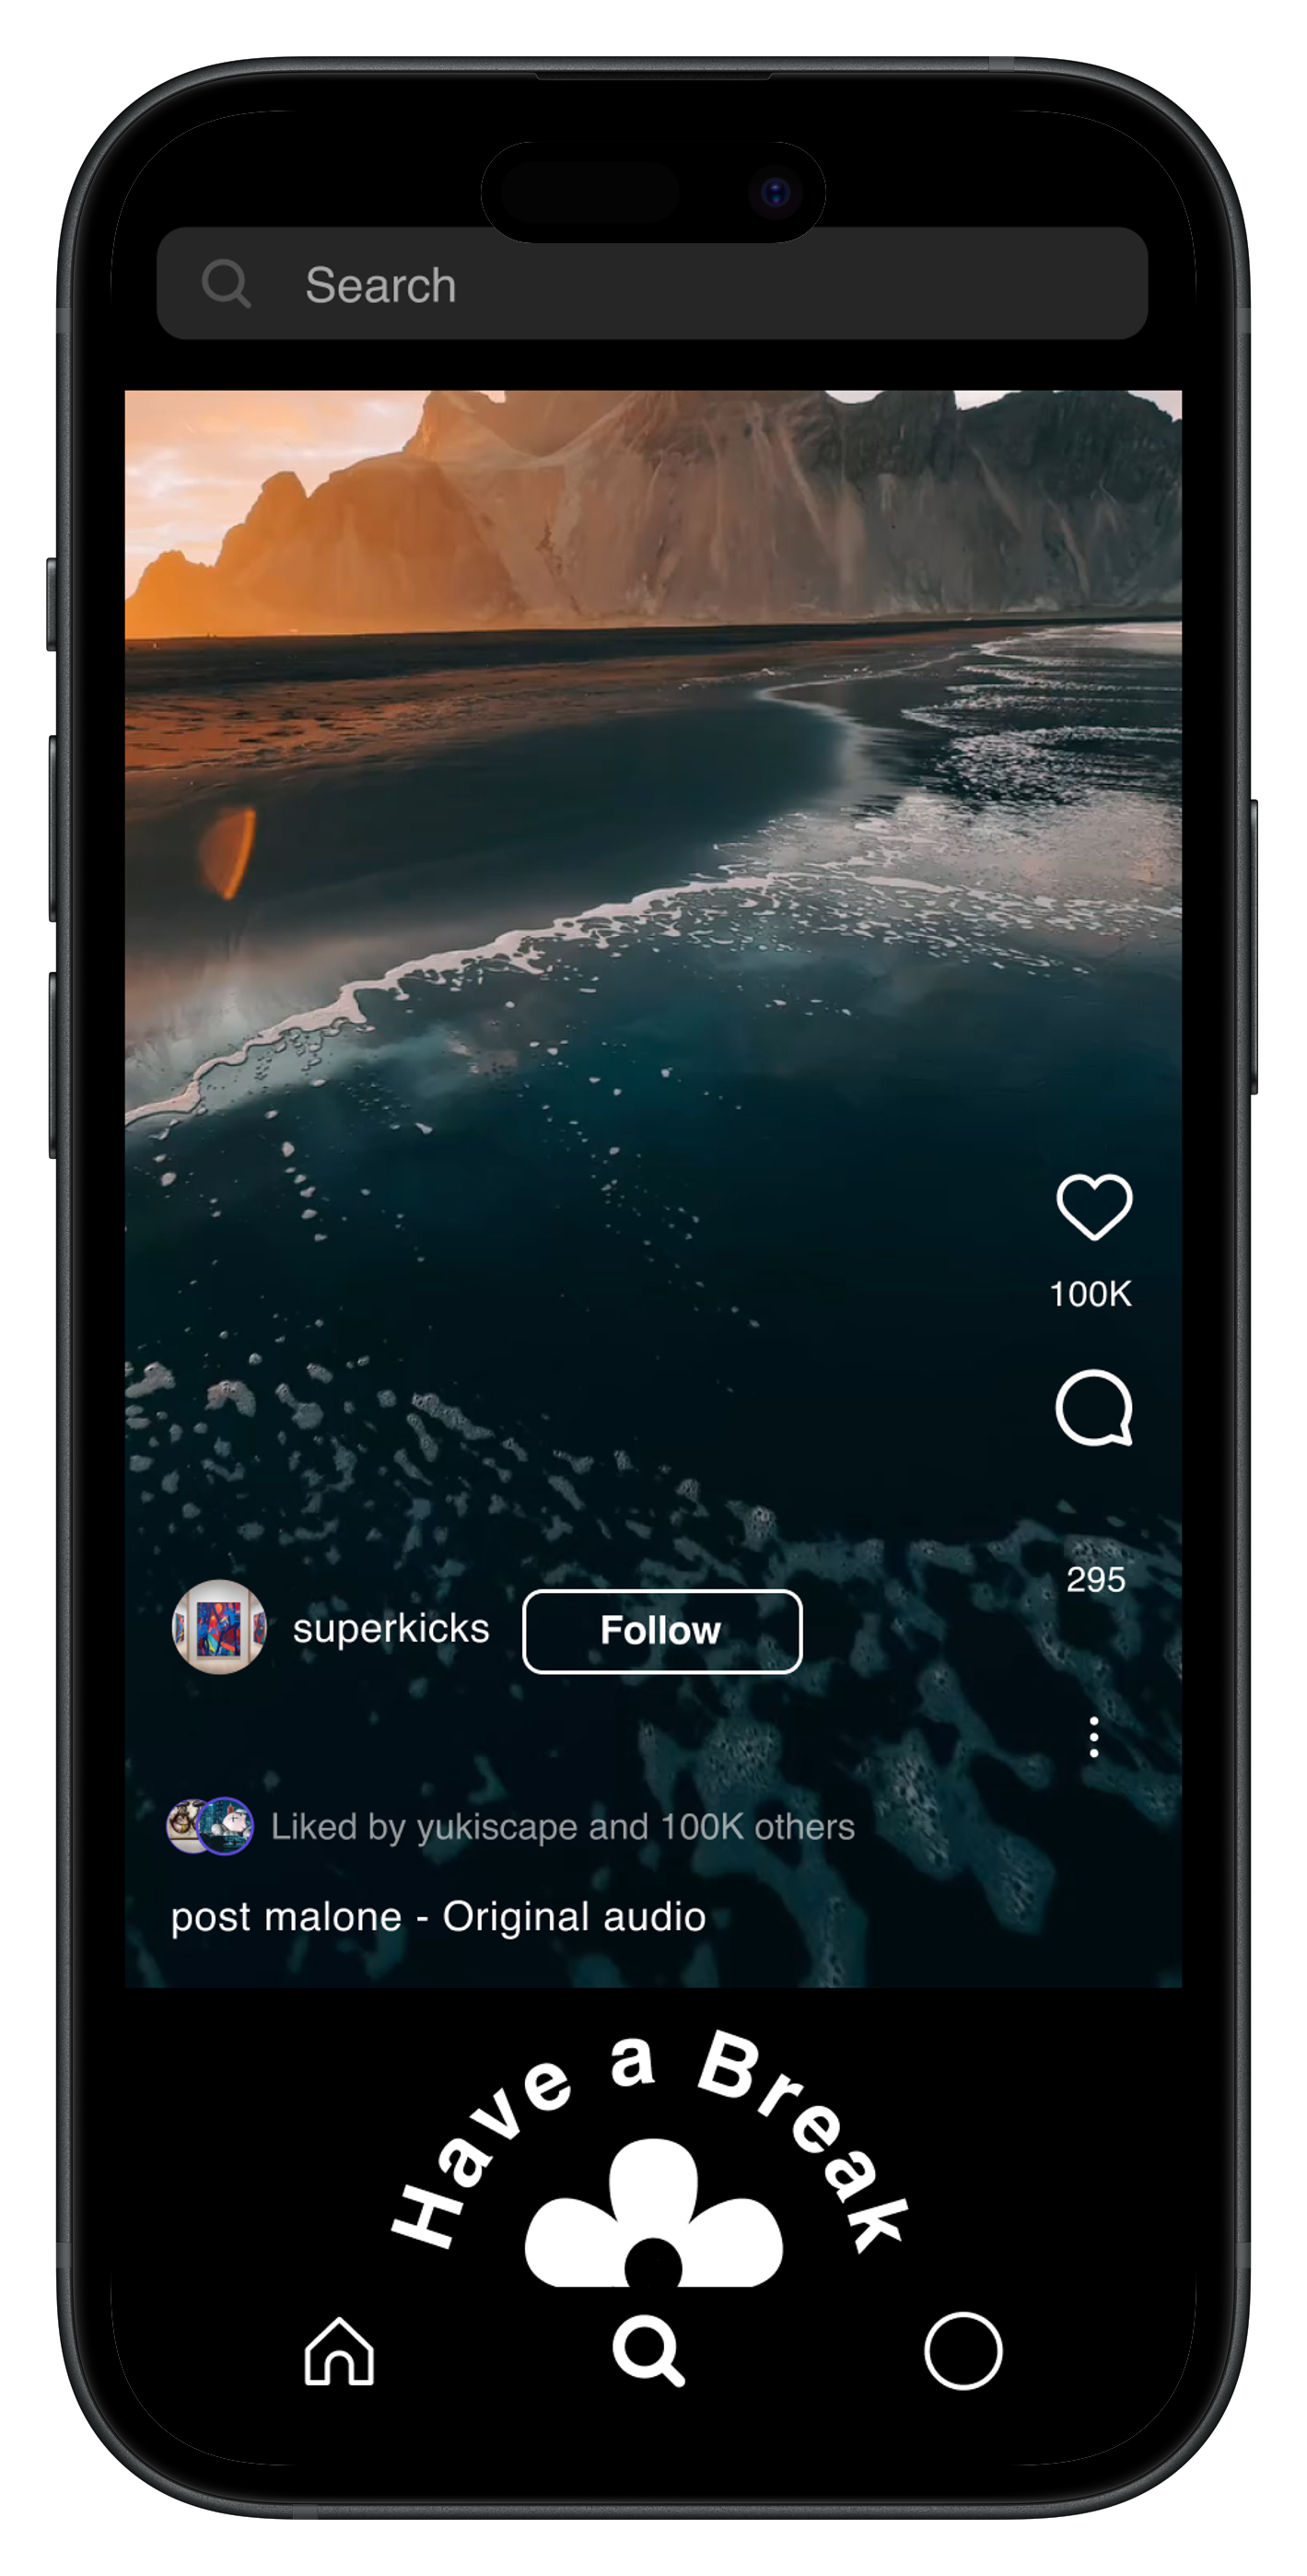 Search
100K
295
superkicks
Follow
Liked by yukiscape and 100K others
post malone - Original audio
Have a Break